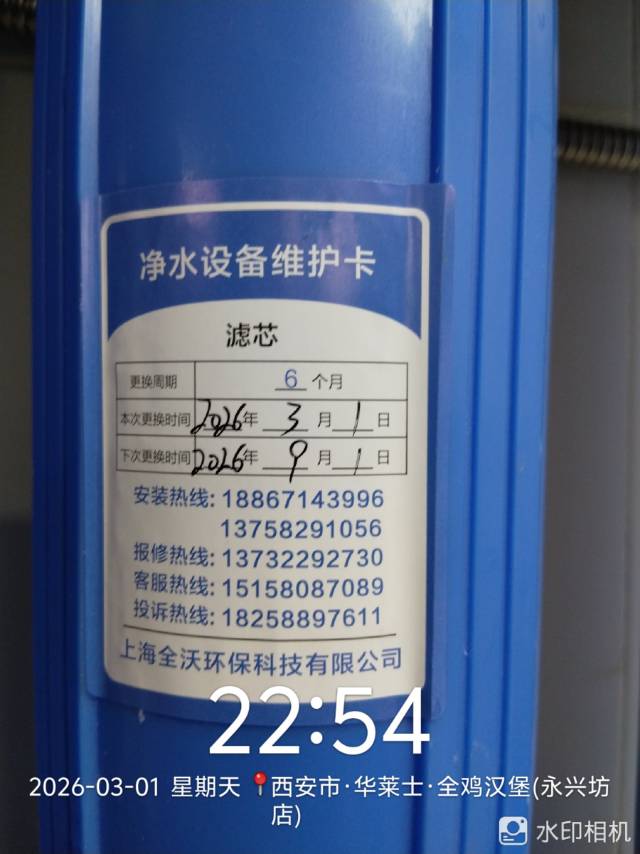 净水设备维护卡
滤芯
更换周期 6 个月
本次更换时间 2026年 3 月 1 日
下次更换时间 2026年 9 月 1 日
安装热线: 18867143996
13758291056
报修热线: 13732292730
客服热线: 15158087089
投诉热线: 18258897611
上海全沃环保科技有限公司
22:54
2026-03-01 星期天 📍西安市·华莱士·全鸡汉堡(永兴坊
店)
水印相机